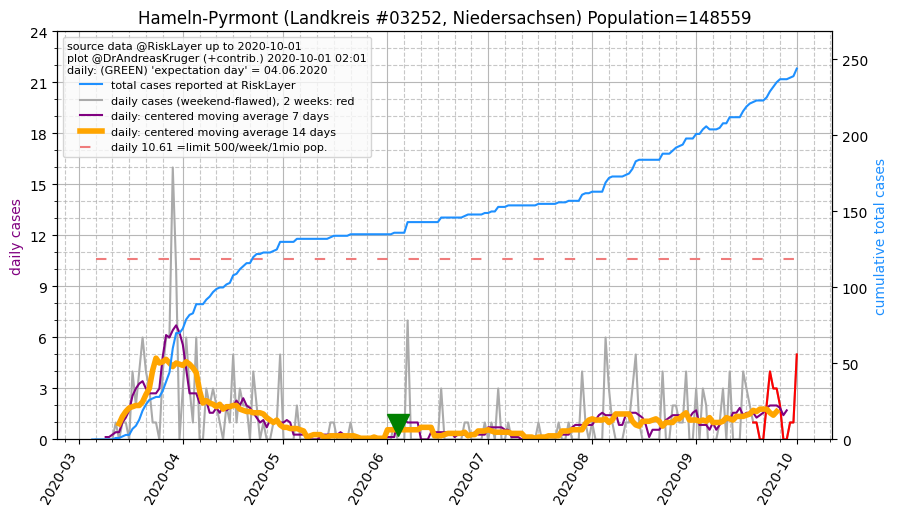 Hameln-Pyrmont (Landkreis #03252, Niedersachsen) Population=148559
source data @RiskLayer up to 2020-10-01
plot @DrAndreasKruger (+contrib.) 2020-10-01 02:01
daily: (GREEN) 'expectation day' = 04.06.2020
total cases reported at RiskLayer
daily cases (weekend-flawed), 2 weeks: red
daily: centered moving average 7 days
daily: centered moving average 14 days
daily 10.61 =limit 500/week/1mio pop.
daily cases
24
21
18
15
12
9
6
3
0
250
200
150
100
50
0
cumulative total cases
2020-03
2020-04
2020-05
2020-06
2020-07
2020-08
2020-09
2020-10